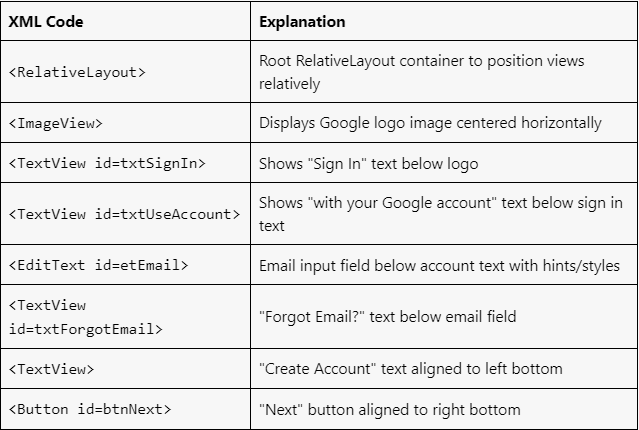 XML Code Explanation
<RelativeLayout> Root RelativeLayout container to position views
relatively
<ImageView> Displays Google logo image centered horizontally
<TextView id=txtSignIn> Shows "Sign In" text below logo
<TextView id=txtUseAccount> Shows "with your Google account" text below sign in
text
<EditText id=etEmail> Email input field below account text with hints/styles
<TextView
id=txtForgotEmail> "Forgot Email?" text below email field
<TextView> "Create Account" text aligned to left bottom
<Button id=btnNext> "Next" button aligned to right bottom